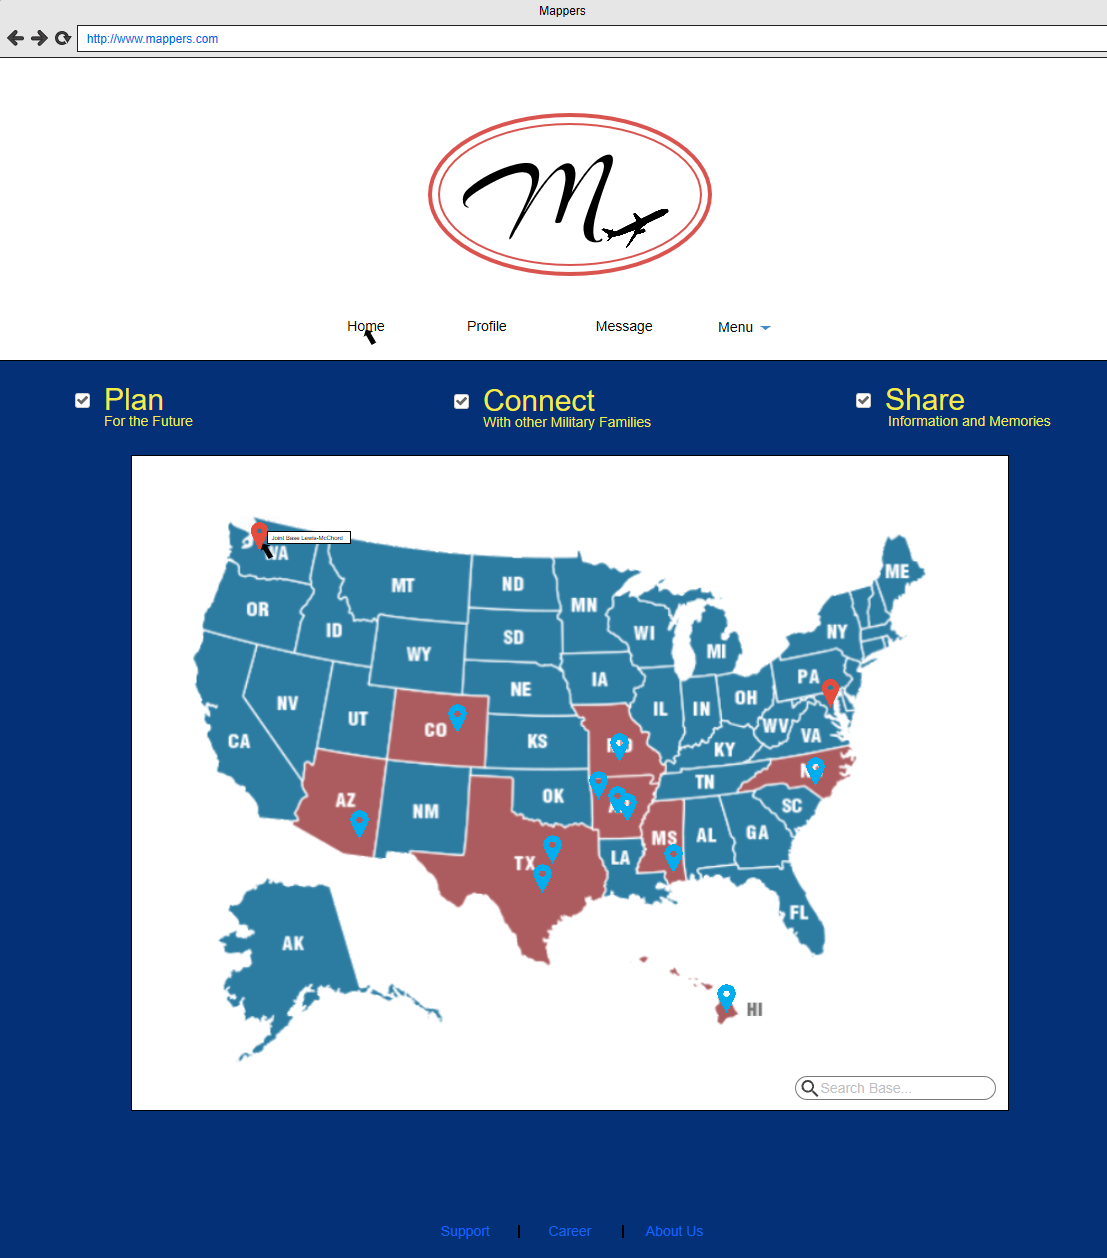 Mappers
http://www.mappers.com
M
Home Profile Message Menu
Plan
For the Future
Connect
With other Military Families
Share
Information and Memories
Joint Base Lewis-McChord
WA
MT
ND
MN
ME
OR
ID
SD
WI
NY
WY
MI
IA
PA
NE
NV
UT
IL
IN
OH
CO
KS
WV
VA
CA
KY
AZ
NM
OK
TN
SC
TX
LA
MS
AL
GA
FL
AK
HI
Search Base...
Support | Career | About Us